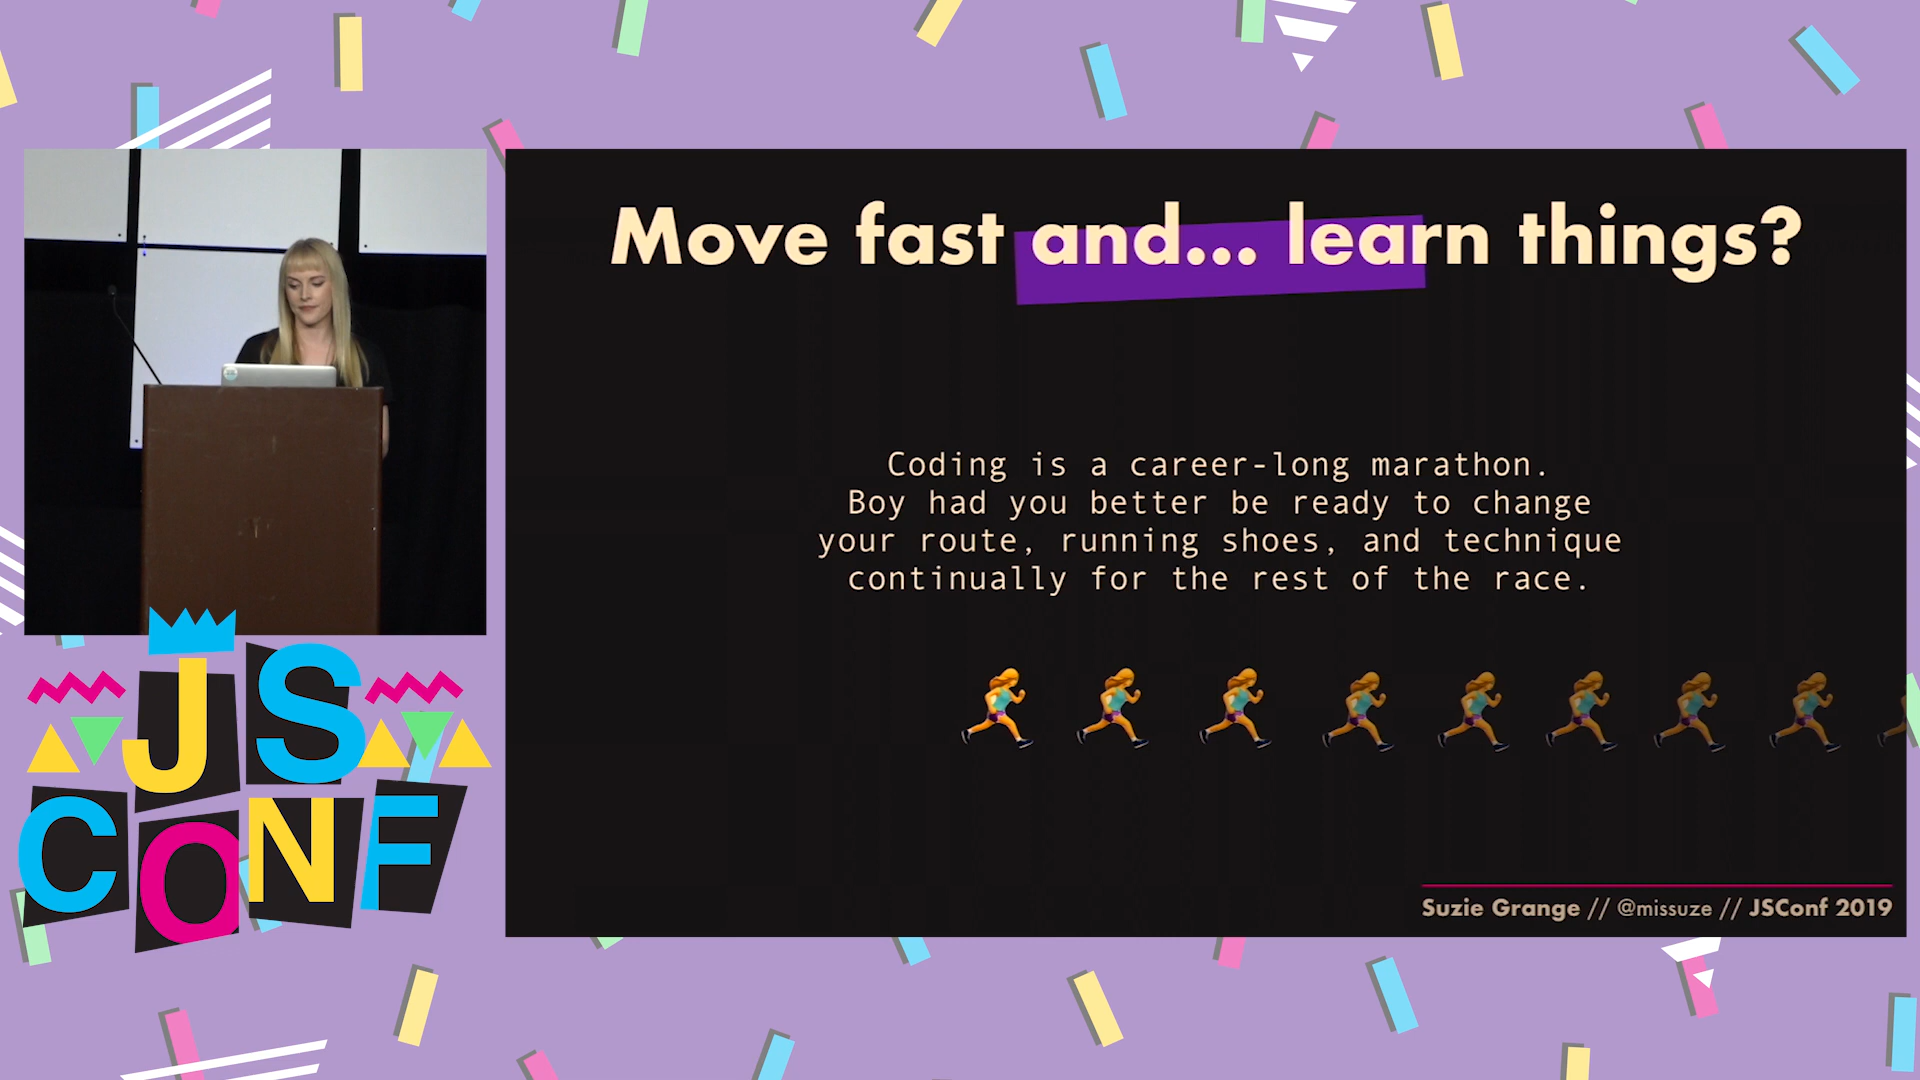 Move fast and... learn things?
Coding is a career-long marathon.
Boy had you better be ready to change
your route, running shoes, and technique
continually for the rest of the race.
Suzie Grange // @missuze // JSConf 2019
JS
CONF